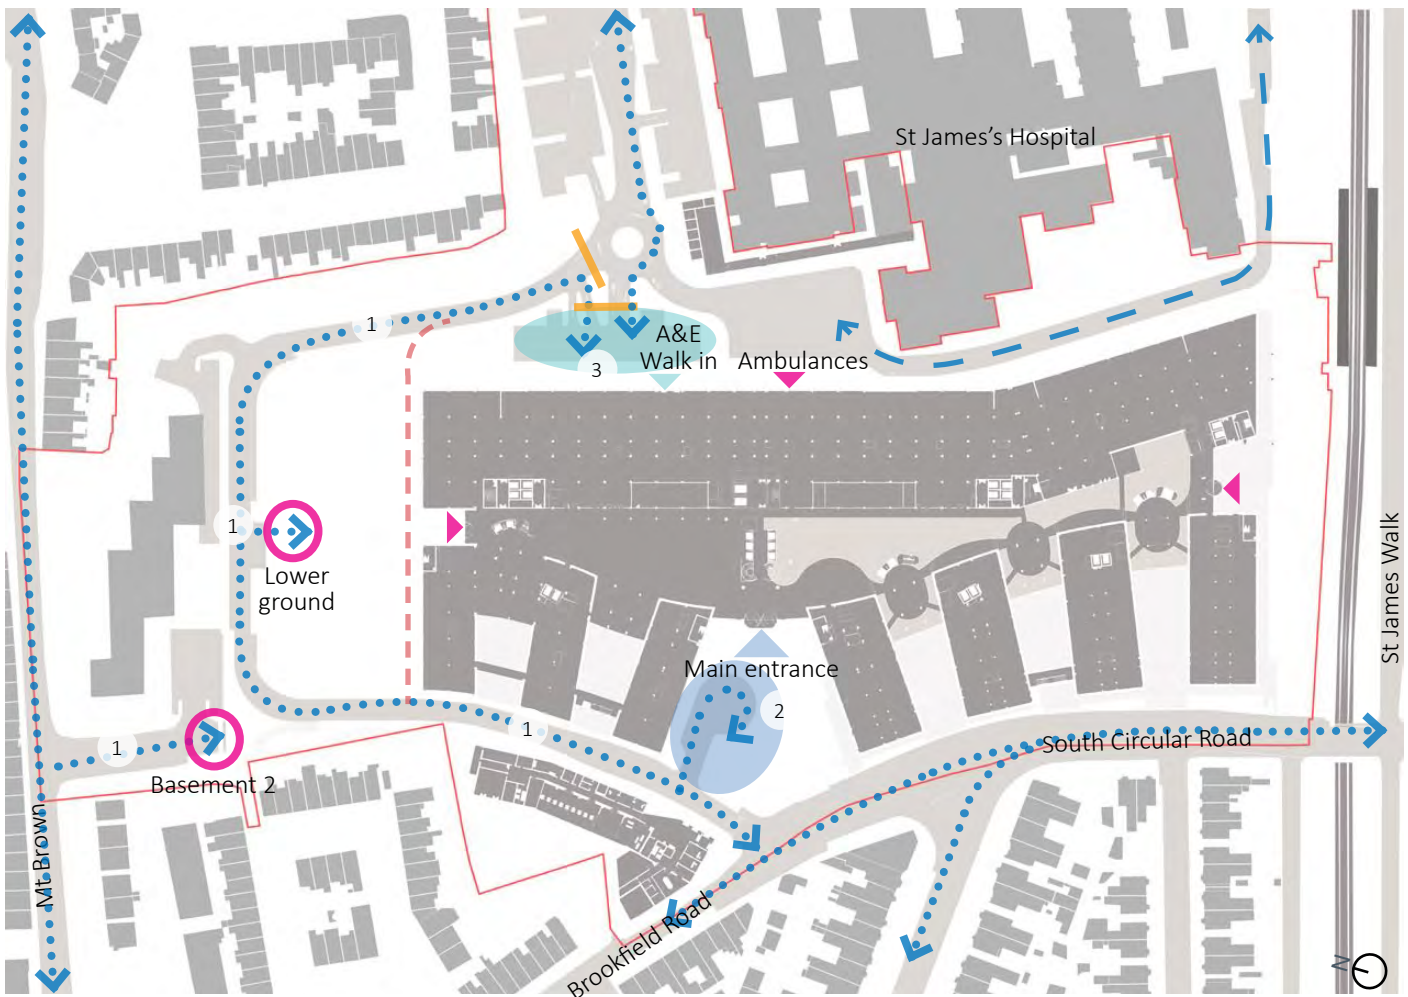 St James's Hospital
1
A&E
Walk in
Ambulances
3
1
Lower
ground
St James Walk
Main entrance
2
1
South Circular Road
1
Basement 2
Mt Brown
Brookfield Road
N